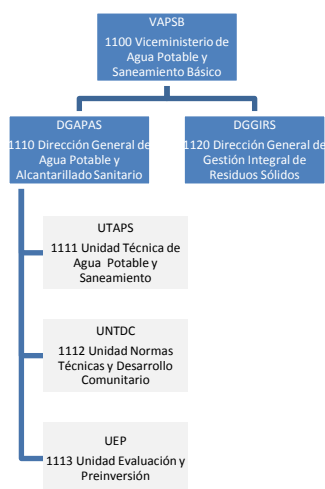 VAPSB
1100 Viceministerio de
Agua Potable y
Saneamiento Básico
DGAPAS
1110 Dirección General de
Agua Potable y
Alcantarillado Sanitario
DGGIRS
1120 Dirección General de
Gestión Integral de
Residuos Sólidos
UTAPS
1111 Unidad Técnica de
Agua Potable y
Saneamiento
UNTDC
1112 Unidad Normas
Técnicas y Desarrollo
Comunitario
UEP
1113 Unidad Evaluación y
Preinversión